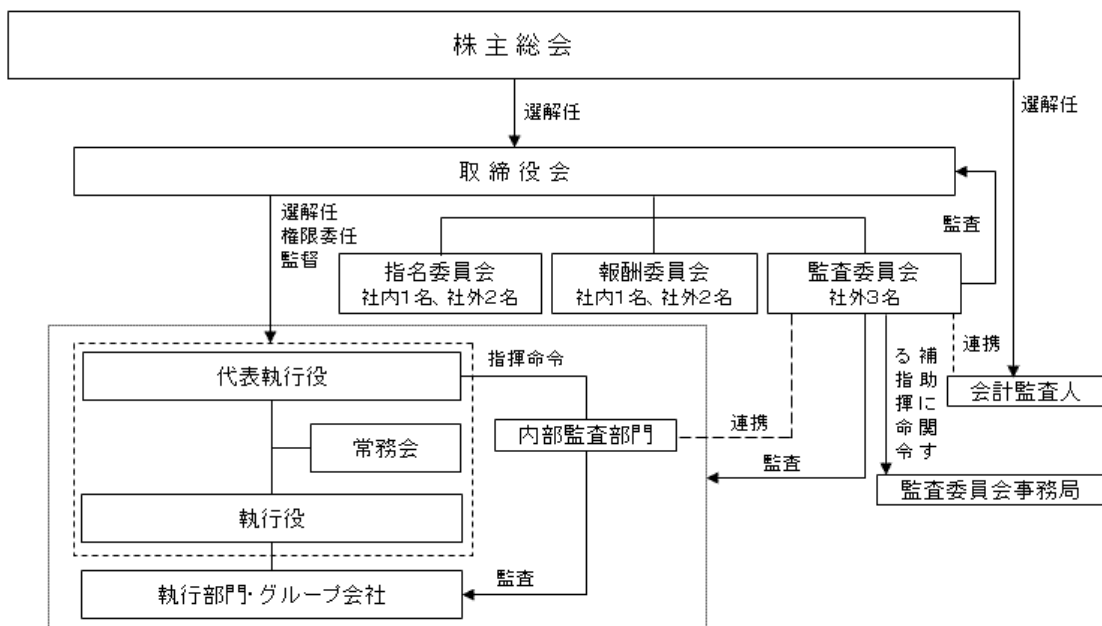 株主総会
選解任
選解任
取締役会
選解任
権限委任
監督
監査
指名委員会
社内1名、社外2名
報酬委員会
社内1名、社外2名
監査委員会
社外3名
代表執行役
指揮命令
補助に関す
る指揮命令
連携
会計監査人
常務会
内部監査部門
連携
監査
監査委員会事務局
執行役
監査
執行部門・グループ会社